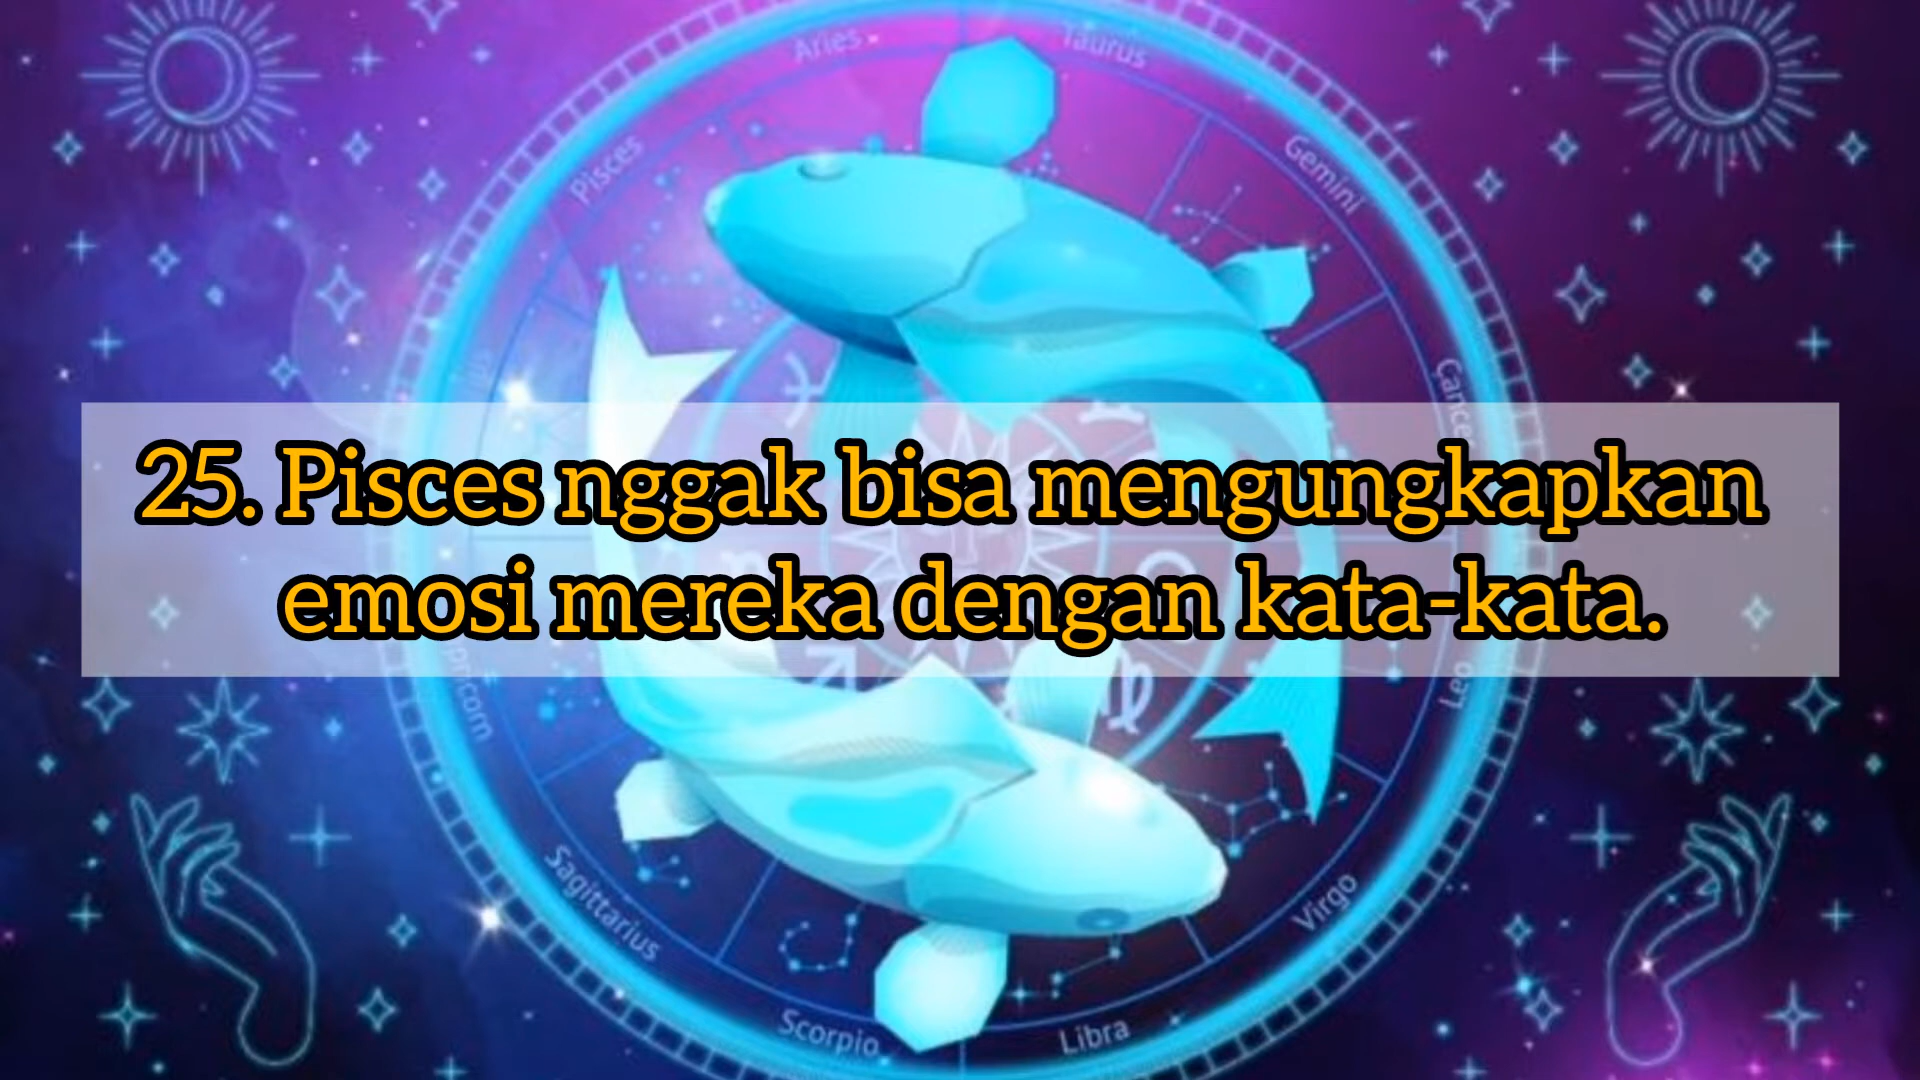 Aries
Taurus
Pisces
Gemini
Cancer
25. Pisces nggak bisa mengungkapkan
emosi mereka dengan kata-kata.
Leo
Sagittarius
Virgo
Scorpio
Libra